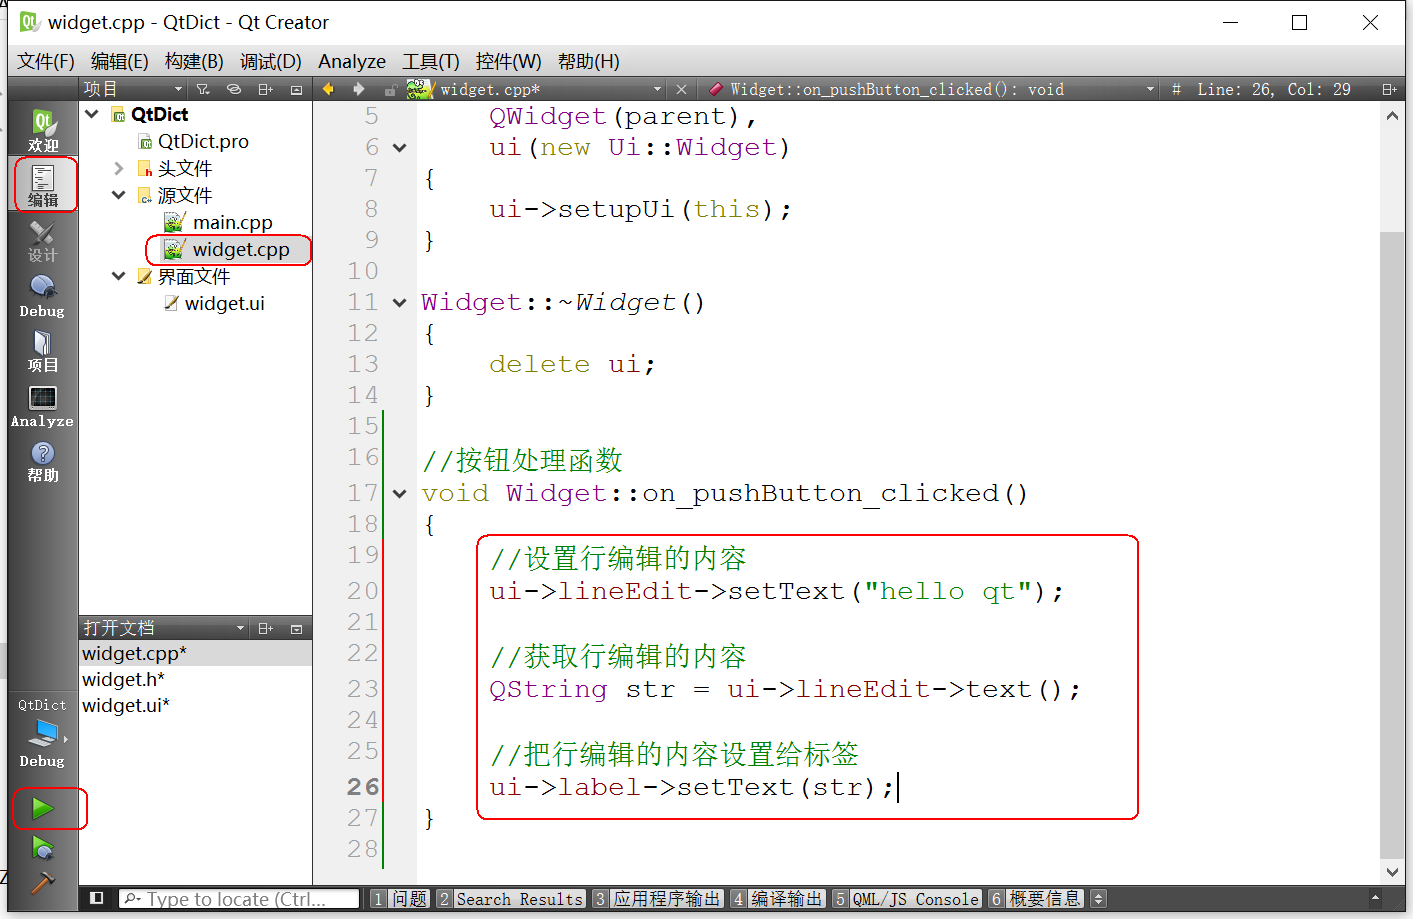 widget.cpp - QtDict - Qt Creator
文件(F) 编辑(E) 构建(B) 调试(D) Analyze 工具(T) 控件(W) 帮助(H)
项目
widget.cpp*
Widget::on_pushButton_clicked(): void
# Line: 26, Col: 29
欢迎
编辑
设计
Debug
项目
Analyze
帮助
QtDict
Debug
QtDict
QtDict.pro
头文件
源文件
main.cpp
widget.cpp
界面文件
widget.ui
打开文档
widget.cpp*
widget.h*
widget.ui*
5 QWidget(parent),
6 ui(new Ui::Widget)
7 {
8 ui->setupUi(this);
9 }
10
11 Widget::~Widget()
12 {
13 delete ui;
14 }
15
16 //按钮处理函数
17 void Widget::on_pushButton_clicked()
18 {
19 //设置行编辑的内容
20 ui->lineEdit->setText("hello qt");
21
22 //获取行编辑的内容
23 QString str = ui->lineEdit->text();
24
25 //把行编辑的内容设置给标签
26 ui->label->setText(str);
27 }
28
Type to locate (Ctrl...
1 问题 2 Search Results 3 应用程序输出 4 编译输出 5 QML/JS Console 6 概要信息